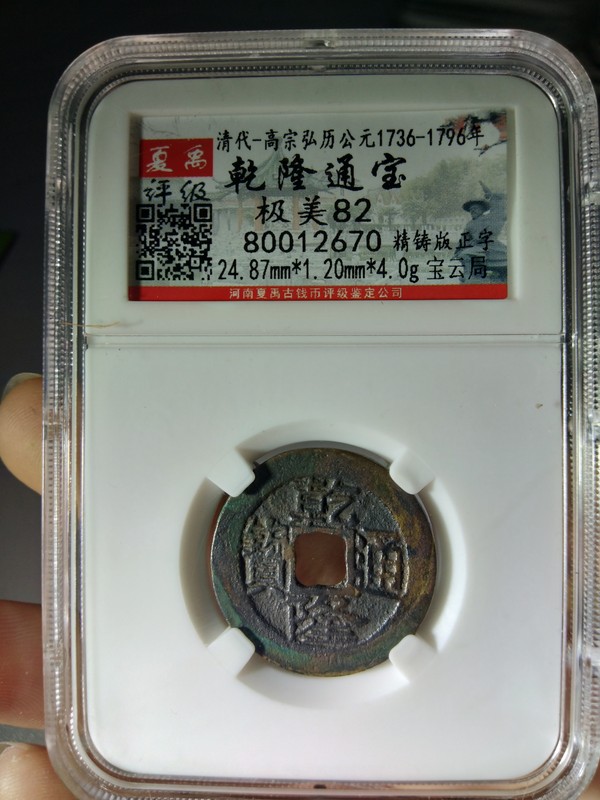 清代-高宗弘历公元1736-1796年
夏禹
评级
乾隆通宝
极美82
80012670 精铸版正字
24.87mm*1.20mm*4.0g 宝云局
河南夏禹古钱币评级鉴定公司
乾隆通寳